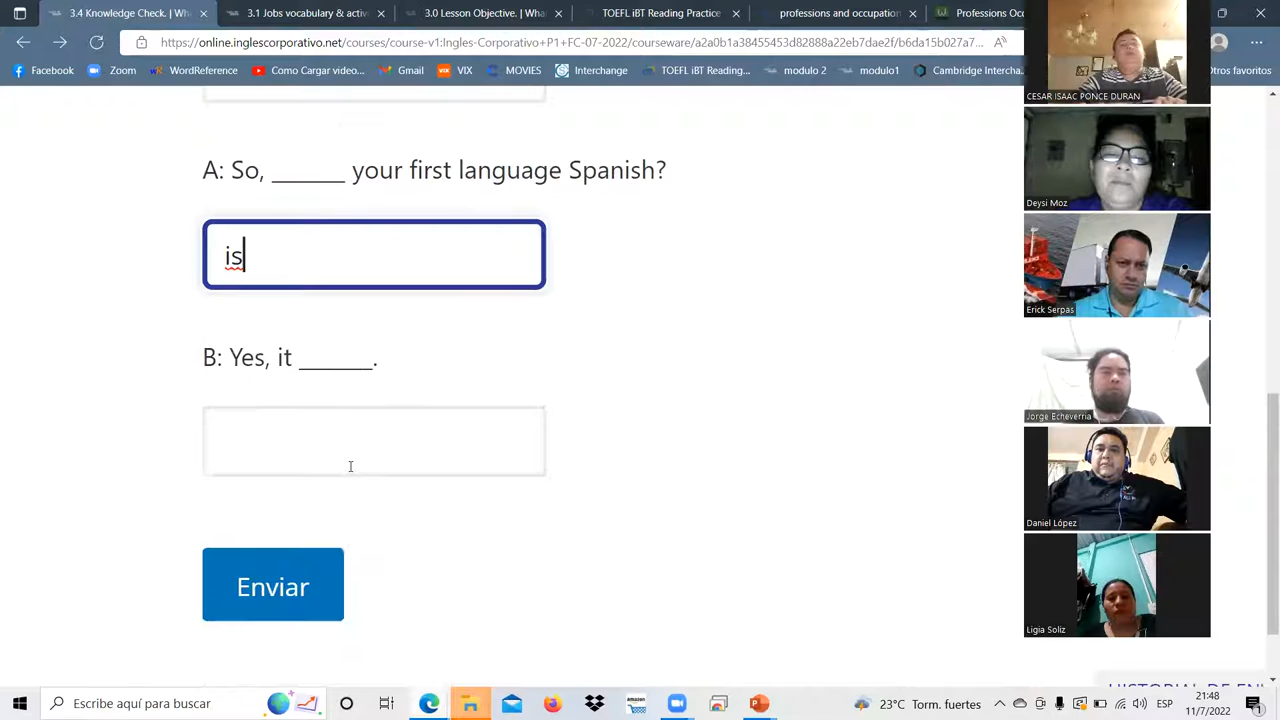 3.4 Knowledge Check. | Wha
3.1 Jobs vocabulary & activ
3.0 Lesson Objective. | Wha
TOEFL iBT Reading Practice
professions and occupation
Professions Occ
https://online.inglescorporativo.net/courses/course-v1:Ingles-Corporativo+P1+FC-07-2022/courseware/a2a0b1a38455453d82888a22eb7dae2f/b6da15b027a7...
Facebook
Zoom
WordReference
Como Cargar video...
Gmail
VIX
MOVIES
Interchange
TOEFL iBT Reading...
modulo 2
modulo1
Cambridge Intercha...
Otros favoritos
CESAR ISAAC PONCE DURAN
A: So, ______ your first language Spanish?
is
B: Yes, it ______.
Enviar
Deysi Moz
Erick Serpas
Jorge Echeverria
Daniel López
Ligia Soliz
HISTORIAL DE EN
Escribe aquí para buscar
23°C Torm. fuertes
ESP
21:48
11/7/2022